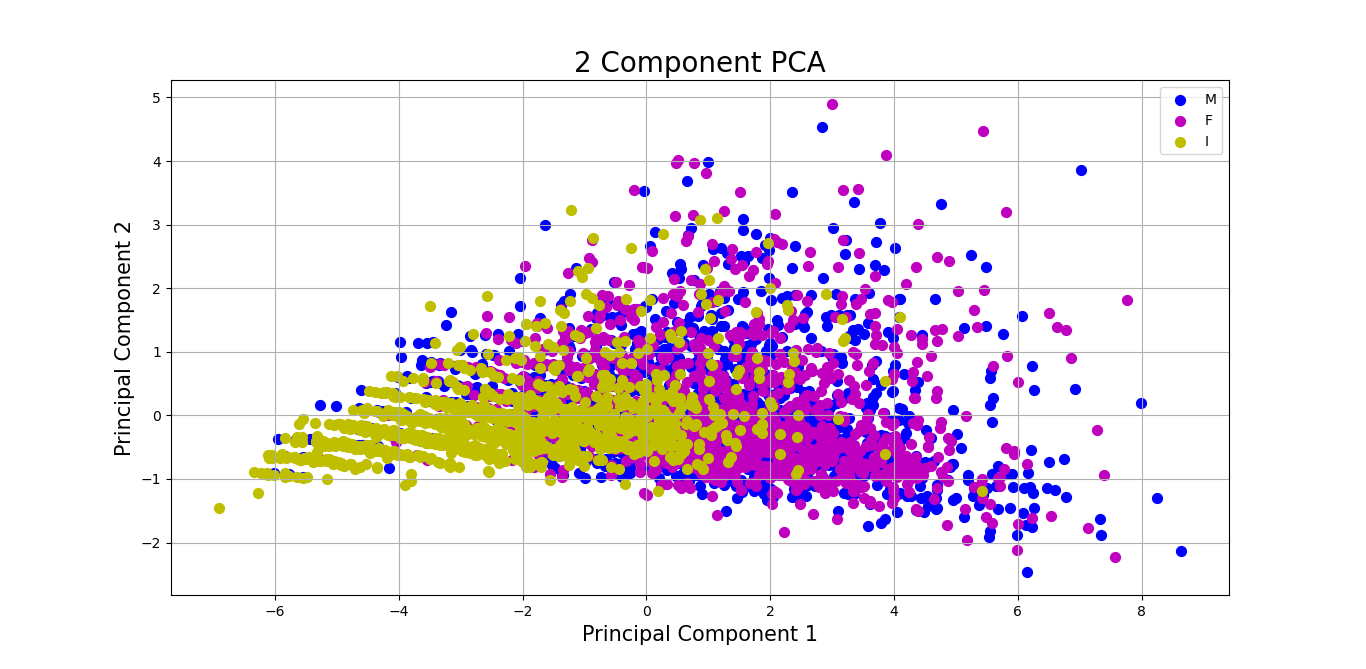 2 Component PCA
M
F
I
Principal Component 2
5
4
3
2
1
0
−1
−2
−6
−4
−2
0
2
4
6
8
Principal Component 1